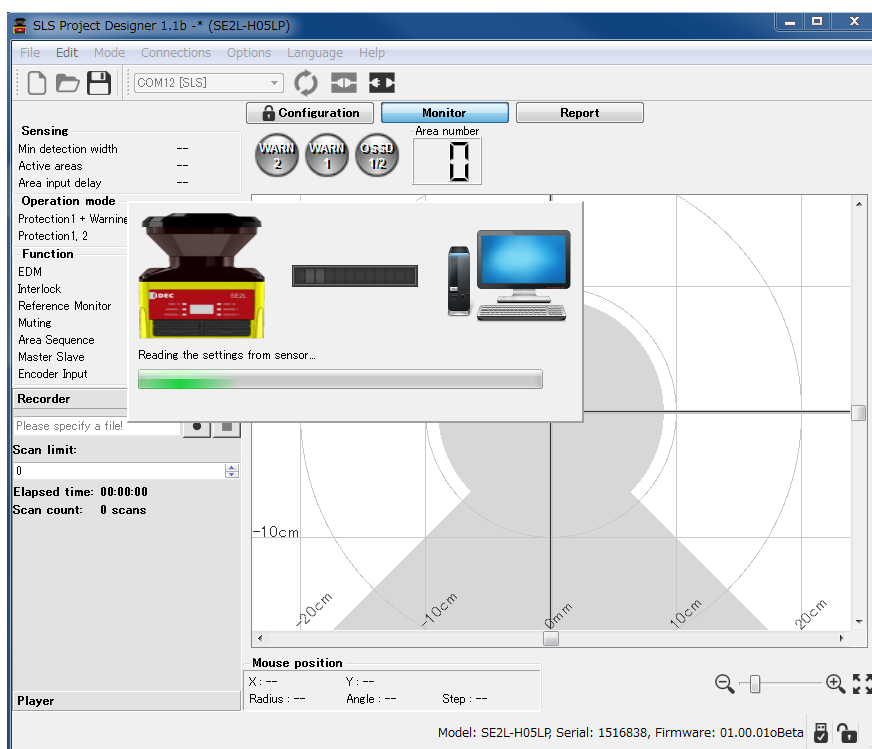 SLS Project Designer 1.1b -* (SE2L-H05LP)
File Edit Mode Connections Options Language Help
COM12 [SLS]
Configuration Monitor Report
Sensing
Min detection width --
Active areas --
Area input delay --
WARN 2 WARN 1 OSSD 1/2
Area number
0
Operation mode
Protection1 + Warning
Protection1, 2
Function
EDM
Interlock
Reference Monitor
Muting
Area Sequence
Master Slave
Encoder Input
IDEC SE2L
Reading the settings from sensor...
Recorder
Please specify a file!
Scan limit:
0
Elapsed time: 00:00:00
Scan count: 0 scans
-10cm
-20cm -10cm 0mm 10cm 20cm
Mouse position
X : -- Y : --
Radius : -- Angle : -- Step : --
Player
Model: SE2L-H05LP, Serial: 1516838, Firmware: 01.00.01oBeta